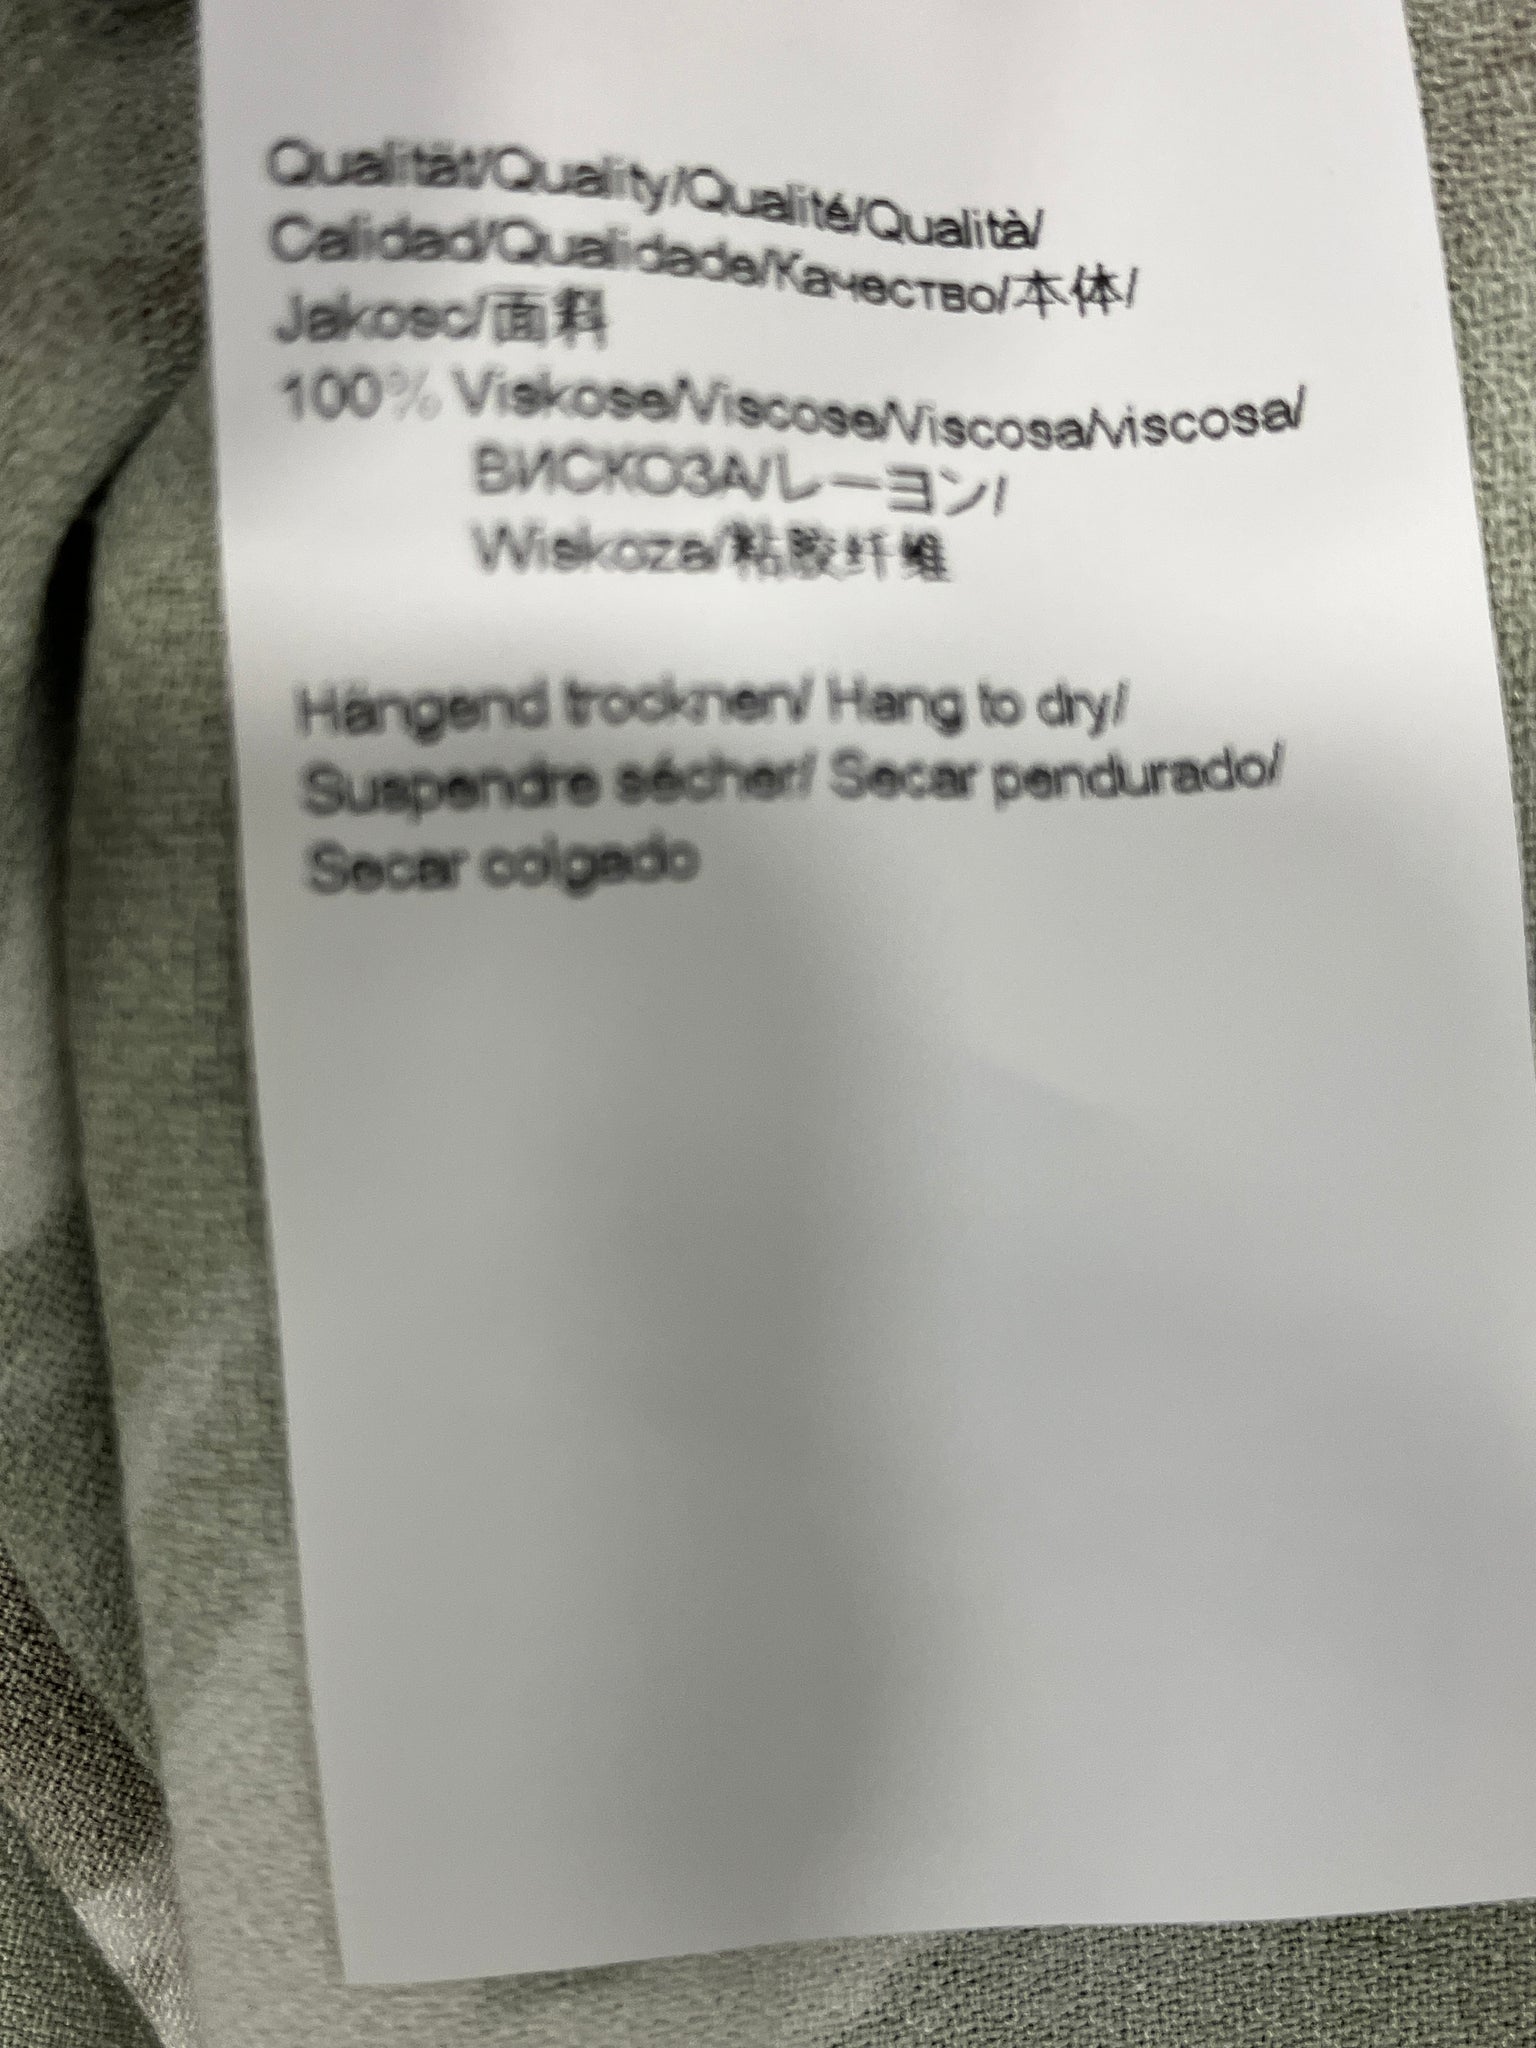 Qualität/Quality/Qualité/Qualità/
Calidad/Qualidade/Качество/本体/
Jakosc/面料
100% Viskose/Viscose/Viscosa/viscosa/
ВИСКОЗА/レーヨン/
Wiskoza/粘胶纤维
Hängend trocknen/ Hang to dry/
Suspendre sécher/ Secar pendurado/
Secar colgado